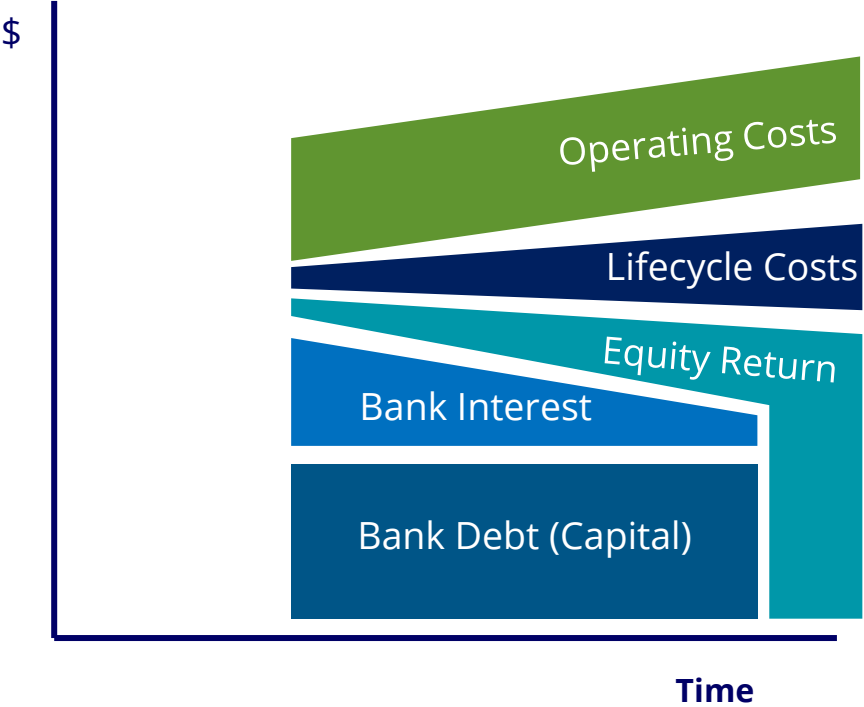 $
Operating Costs
Lifecycle Costs
Equity Return
Bank Interest
Bank Debt (Capital)
Time